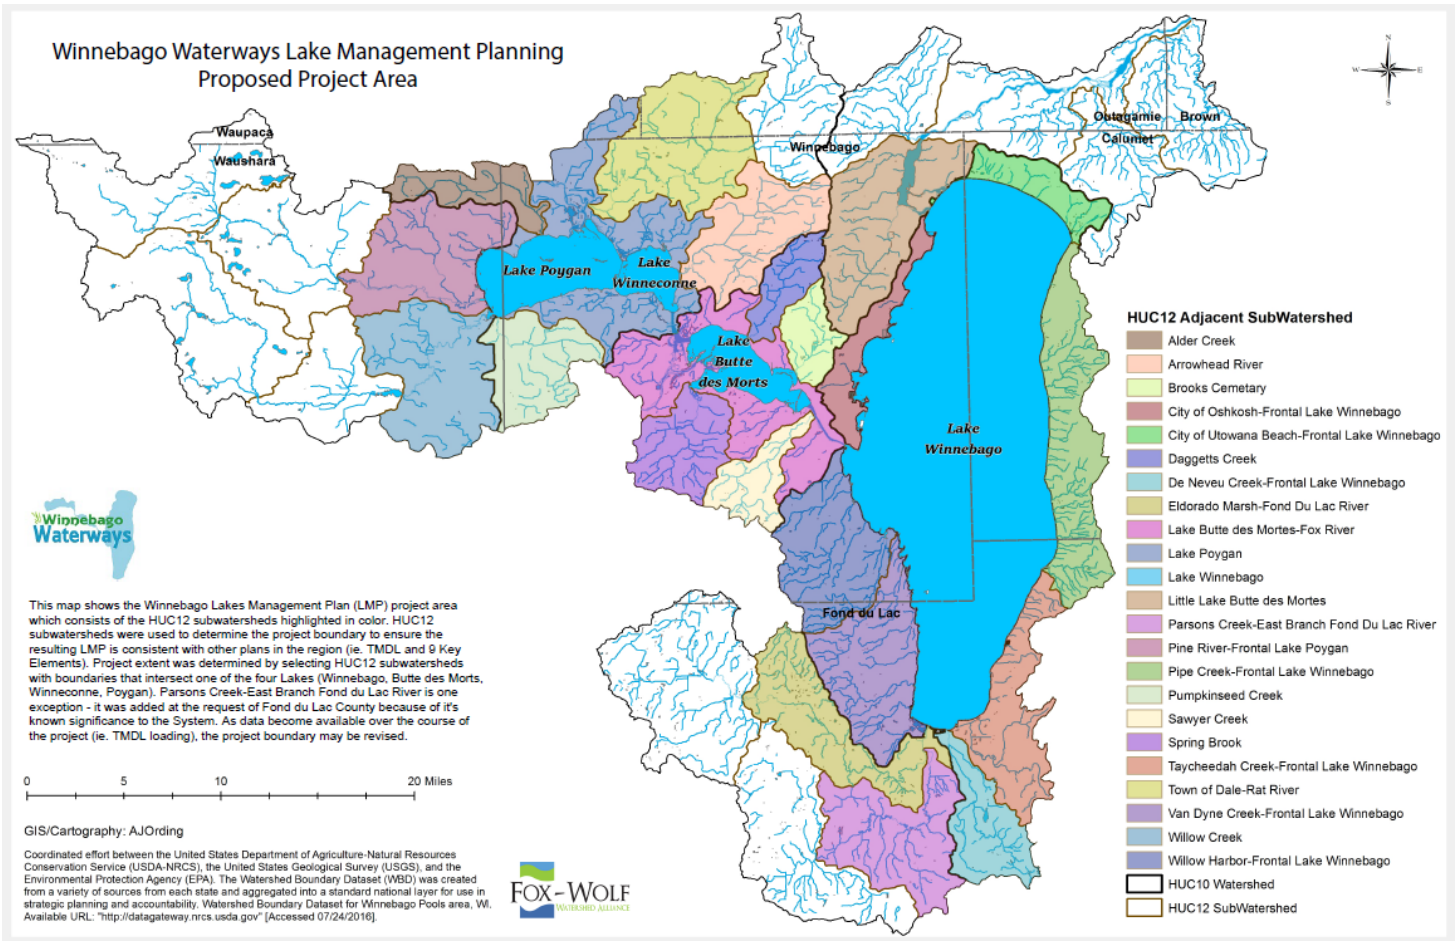 Winnebago Waterways Lake Management Planning
Proposed Project Area
N
W
E
S
Waupaca
Waushara
Winnebago
Outagamie
Brown
Calumet
Lake Poygan
Lake
Winneconne
Lake
Butte
des Morts
Lake
Winnebago
Fond du Lac
HUC12 Adjacent SubWatershed
Alder Creek
Arrowhead River
Brooks Cemetary
City of Oshkosh-Frontal Lake Winnebago
City of Utowana Beach-Frontal Lake Winnebago
Daggetts Creek
De Neveu Creek-Frontal Lake Winnebago
Eldorado Marsh-Fond Du Lac River
Lake Butte des Mortes-Fox River
Lake Poygan
Lake Winnebago
Little Lake Butte des Mortes
Parsons Creek-East Branch Fond Du Lac River
Pine River-Frontal Lake Poygan
Pipe Creek-Frontal Lake Winnebago
Pumpkinseed Creek
Sawyer Creek
Spring Brook
Taycheedah Creek-Frontal Lake Winnebago
Town of Dale-Rat River
Van Dyne Creek-Frontal Lake Winnebago
Willow Creek
Willow Harbor-Frontal Lake Winnebago
HUC10 Watershed
HUC12 SubWatershed
Winnebago
Waterways
This map shows the Winnebago Lakes Management Plan (LMP) project area
which consists of the HUC12 subwatersheds highlighted in color. HUC12
subwatersheds were used to determine the project boundary to ensure the
resulting LMP is consistent with other plans in the region (ie. TMDL and 9 Key
Elements). Project extent was determined by selecting HUC12 subwatersheds
with boundaries that intersect one of the four Lakes (Winnebago, Butte des Morts,
Winneconne, Poygan). Parsons Creek-East Branch Fond du Lac River is one
exception - it was added at the request of Fond du Lac County because of it's
known significance to the System. As data become available over the course of
the project (ie. TMDL loading), the project boundary may be revised.
0 5 10 20 Miles
GIS/Cartography: AJOrding
Coordinated effort between the United States Department of Agriculture-Natural Resources
Conservation Service (USDA-NRCS), the United States Geological Survey (USGS), and the
Environmental Protection Agency (EPA). The Watershed Boundary Dataset (WBD) was created
from a variety of sources from each state and aggregated into a standard national layer for use in
strategic planning and accountability. Watershed Boundary Dataset for Winnebago Pools area, WI.
Available URL: "http://datagateway.nrcs.usda.gov" [Accessed 07/24/2016].
FOX-WOLF
WATERSHED ALLIANCE